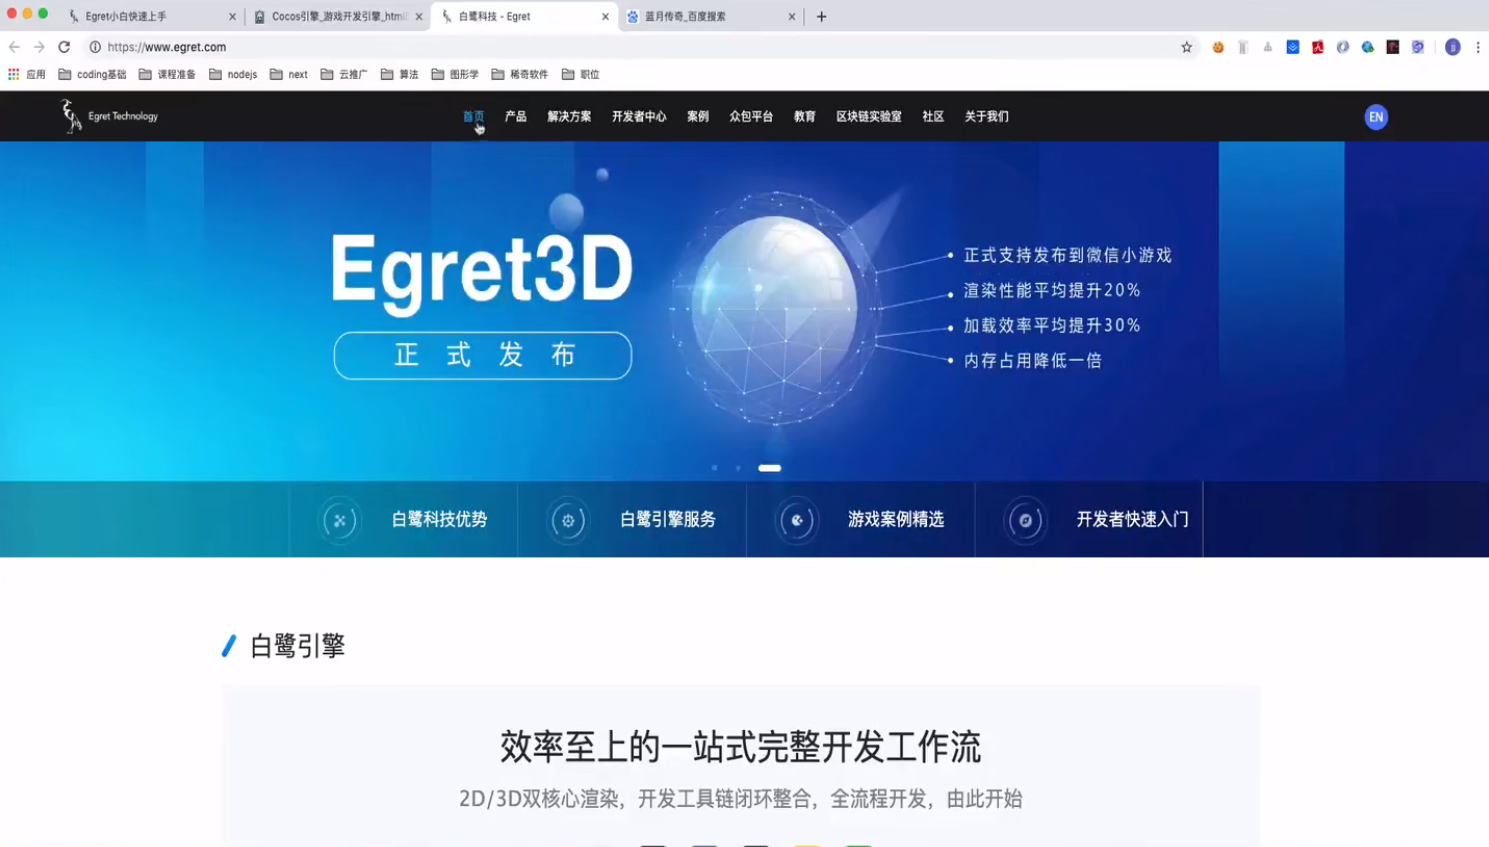 Egret小白快速上手
Cocos引擎_游戏开发引擎_html
白鹭科技 - Egret
蓝月传奇_百度搜索
https://www.egret.com
应用
coding基础
课程准备
nodejs
next
云推广
算法
图形学
稀奇软件
职位
Egret Technology
首页
产品
解决方案
开发者中心
案例
众包平台
教育
区块链实验室
社区
关于我们
EN
Egret3D
正式发布
正式支持发布到微信小游戏
渲染性能平均提升20%
加载效率平均提升30%
内存占用降低一倍
白鹭科技优势
白鹭引擎服务
游戏案例精选
开发者快速入门
白鹭引擎
效率至上的一站式完整开发工作流
2D/3D双核心渲染，开发工具链闭环整合，全流程开发，由此开始